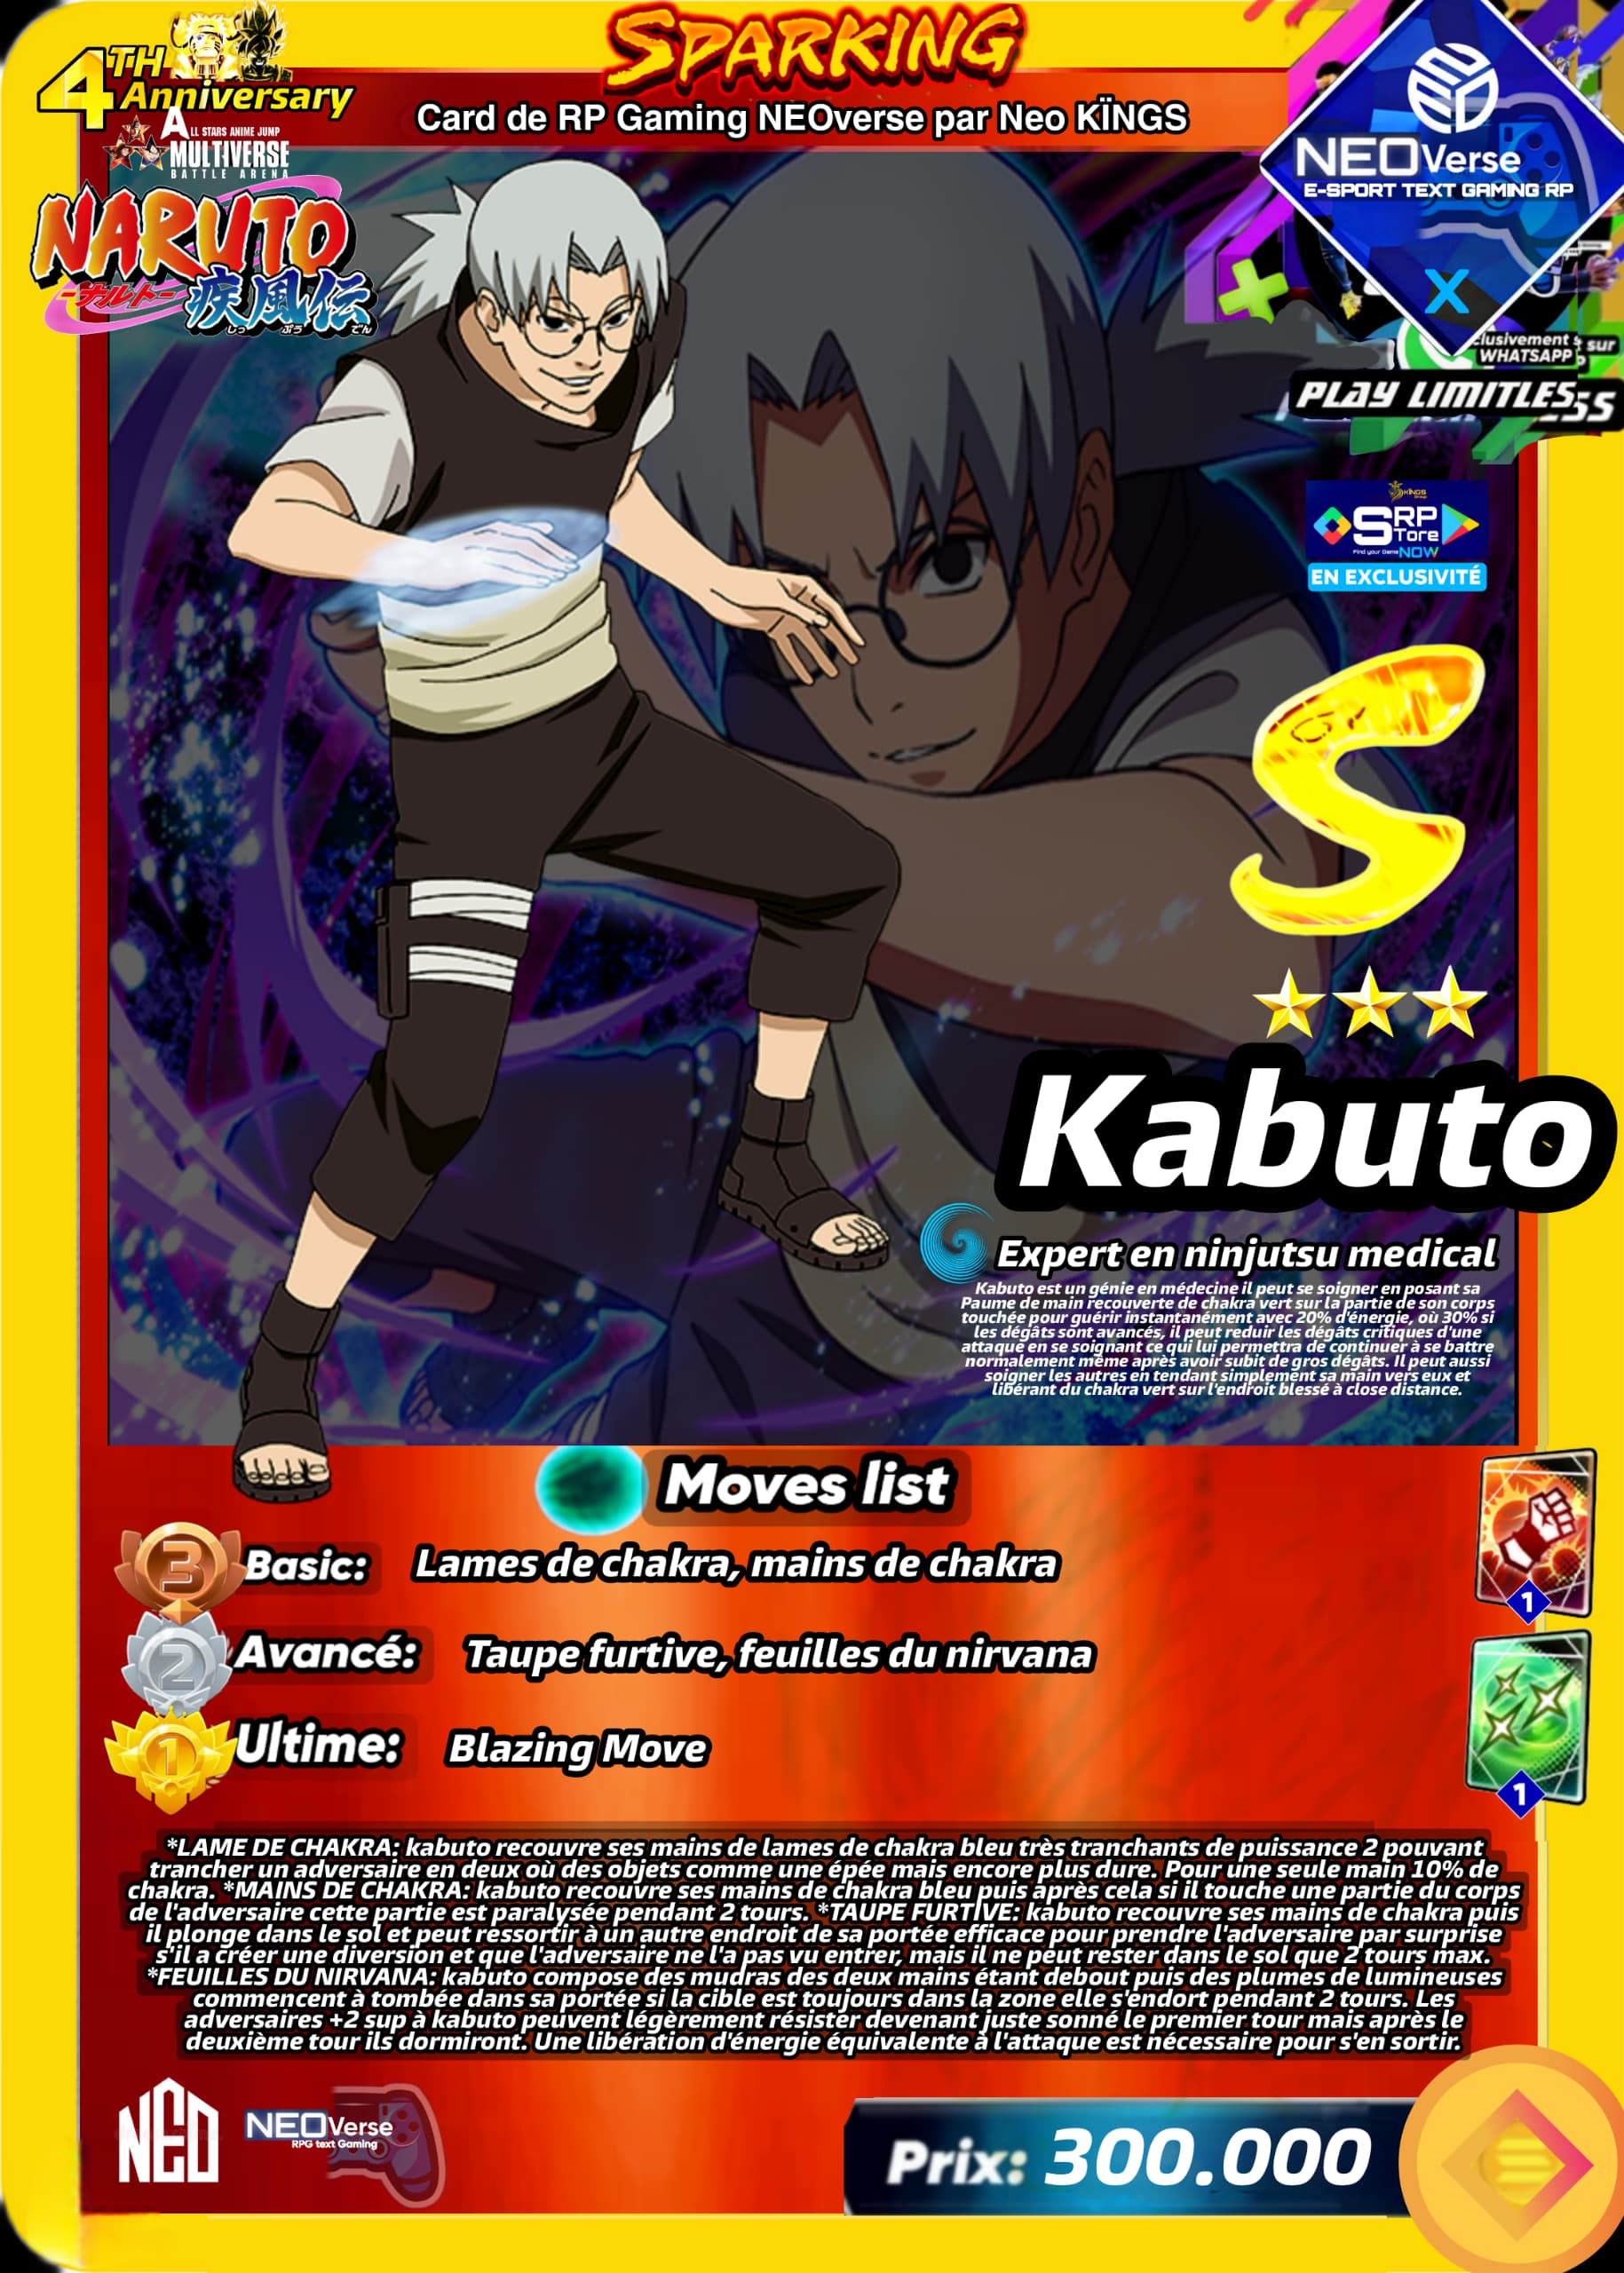 SPARKING
4TH
Anniversary
Card de RP Gaming NEOverse par Neo KÏNGS
ALL STARS ANIME JUMP
MULTIVERSE
BATTLE ARENA
NARUTO
-ナルト-
疾風伝
しっ ぷう でん
NEOVerse
E-SPORT TEXT GAMING RP
X
clusivement sur
WHATSAPP
PLAY LIMITLESS
KÏNGS
SRP
Tore
Find your Game NOW
EN EXCLUSIVITÉ
S
Kabuto
Expert en ninjutsu medical
Kabuto est un génie en médecine il peut se soigner en posant sa
Paume de main recouverte de chakra vert sur la partie de son corps
touchée pour guérir instantanément avec 20% d'énergie, où 30% si
les dégâts sont avancés, il peut reduir les dégâts critiques d'une
attaque en se soignant ce qui lui permettra de continuer à se battre
normalement même après avoir subit de gros dégâts. Il peut aussi
soigner les autres en tendant simplement sa main vers eux et
libérant du chakra vert sur l'endroit blessé à close distance.
Moves list
3 Basic: Lames de chakra, mains de chakra
1
2 Avancé: Taupe furtive, feuilles du nirvana
1 Ultime: Blazing Move
1
*LAME DE CHAKRA: kabuto recouvre ses mains de lames de chakra bleu très tranchants de puissance 2 pouvant
trancher un adversaire en deux où des objets comme une épée mais encore plus dure. Pour une seule main 10% de
chakra. *MAINS DE CHAKRA: kabuto recouvre ses mains de chakra bleu puis après cela si il touche une partie du corps
de l'adversaire cette partie est paralysée pendant 2 tours. *TAUPE FURTIVE: kabuto recouvre ses mains de chakra puis
il plonge dans le sol et peut ressortir à un autre endroit de sa portée efficace pour prendre l'adversaire par surprise
s'il a créer une diversion et que l'adversaire ne l'a pas vu entrer, mais il ne peut rester dans le sol que 2 tours max.
*FEUILLES DU NIRVANA: kabuto compose des mudras des deux mains étant debout puis des plumes de lumineuses
commencent à tombée dans sa portée si la cible est toujours dans la zone elle s'endort pendant 2 tours. Les
adversaires +2 sup à kabuto peuvent légèrement résister devenant juste sonné le premier tour mais après le
deuxième tour ils dormiront. Une libération d'énergie équivalente à l'attaque est nécessaire pour s'en sortir.
NEO
NEOVerse
RPG text Gaming
Prix: 300.000